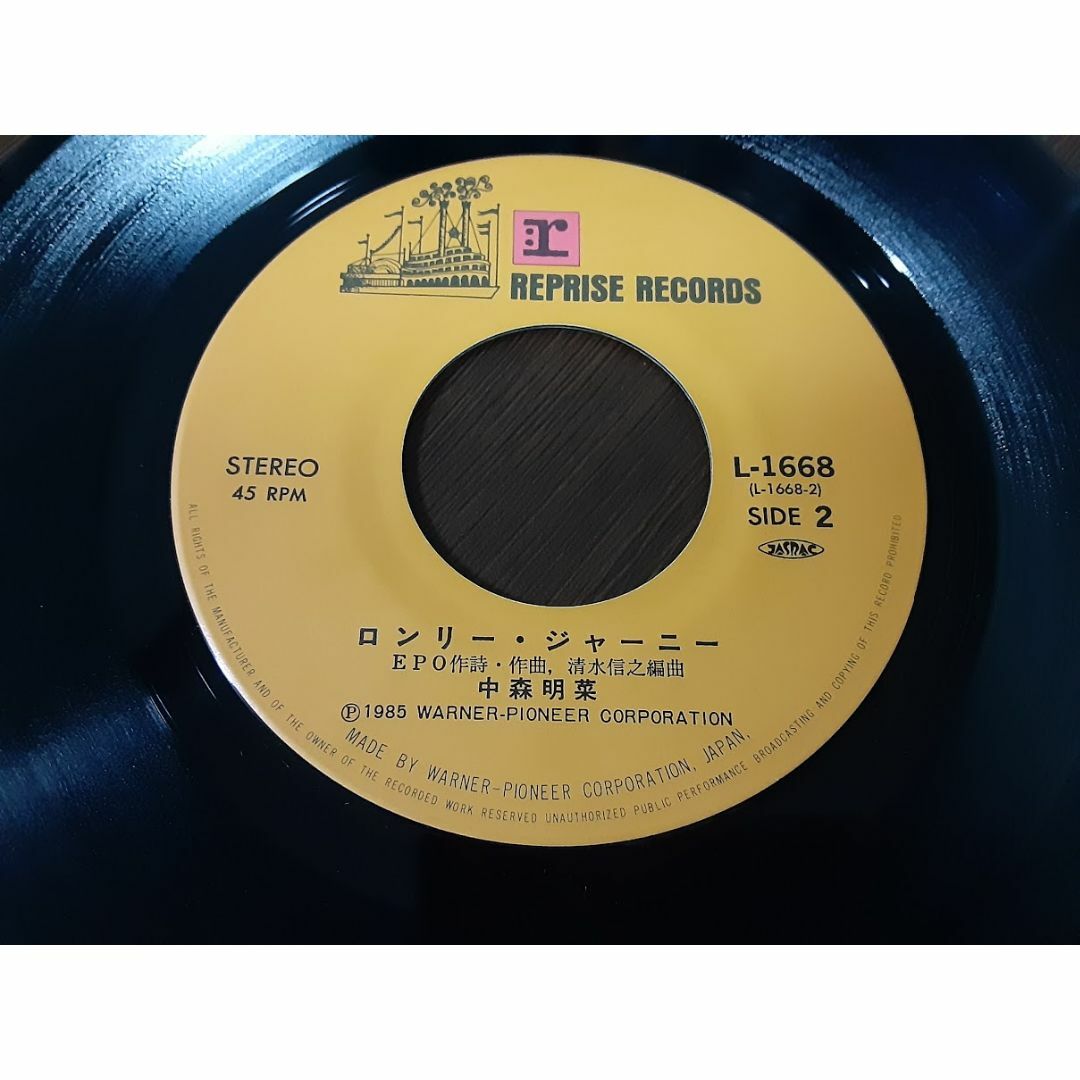 r
REPRISE RECORDS
STEREO
45 RPM
L-1668
(L-1668-2)
SIDE 2
JASRAC
ロンリー・ジャーニー
EPO作詩・作曲, 清水信之編曲
中森明菜
Ⓟ1985 WARNER-PIONEER CORPORATION
MADE BY WARNER-PIONEER CORPORATION, JAPAN,
ALL RIGHTS OF THE MANUFACTURER AND OF THE OWNER OF THE RECORDED WORK RESERVED UNAUTHORIZED PUBLIC PERFORMANCE BROADCASTING AND COPYING OF THIS RECORD PROHIBITED